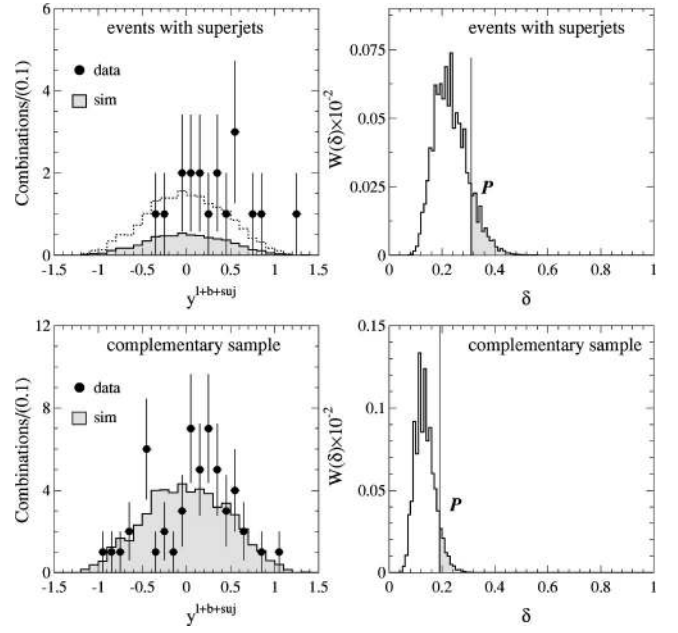 events with superjets
data
sim
Combinations/(0.1)
6
4
2
0
-1.5 -1 -0.5 0 0.5 1 1.5
y^{l+b+suj}
events with superjets
W(δ)×10^{-2}
0.075
0.05
0.025
0
P
0 0.2 0.4 0.6 0.8 1
δ
complementary sample
data
sim
Combinations/(0.1)
12
8
4
0
-1.5 -1 -0.5 0 0.5 1 1.5
y^{l+b+suj}
complementary sample
W(δ)×10^{-2}
0.15
0.1
0.05
0
P
0 0.2 0.4 0.6 0.8 1
δ